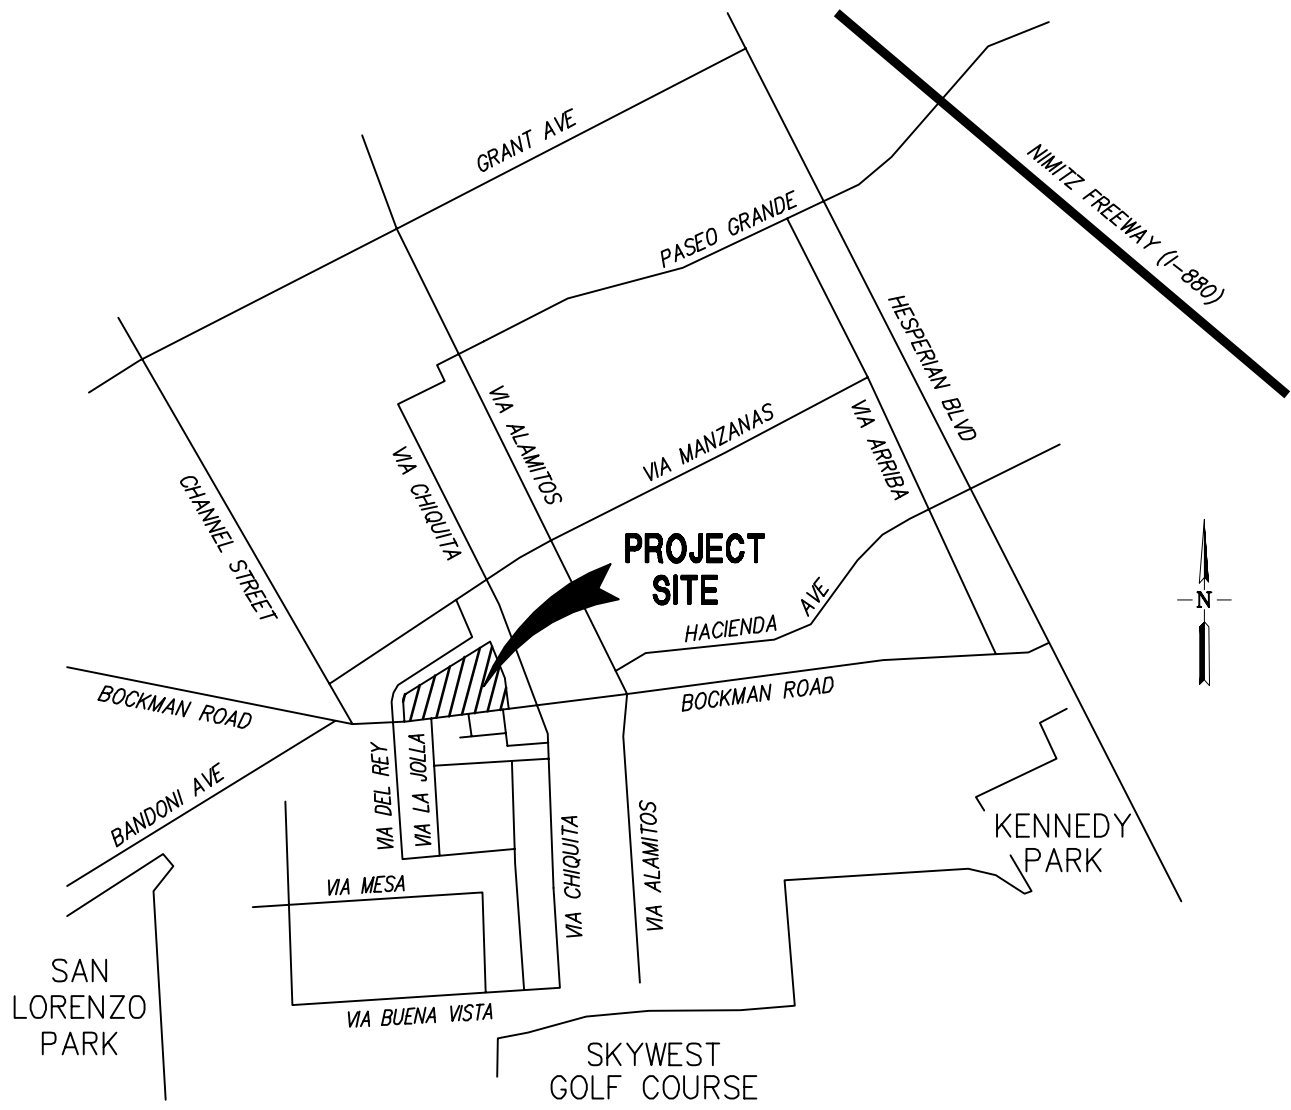 GRANT AVE
NIMITZ FREEWAY (I-880)
PASEO GRANDE
HESPERIAN BLVD
VIA ALAMITOS
VIA MANZANAS
VIA ARRIBA
VIA CHIQUITA
CHANNEL STREET
PROJECT
SITE
HACIENDA AVE
N
BOCKMAN ROAD
BOCKMAN ROAD
BANDONI AVE
VIA DEL REY
VIA LA JOLLA
VIA CHIQUITA
VIA ALAMITOS
KENNEDY
PARK
VIA MESA
SAN
LORENZO
PARK
VIA BUENA VISTA
SKYWEST
GOLF COURSE